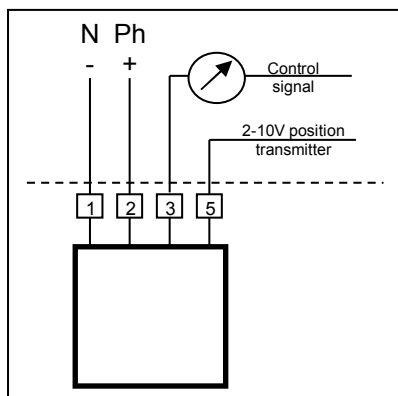 N Ph
- +
Control
signal
2-10V position
transmitter
1 2 3 5